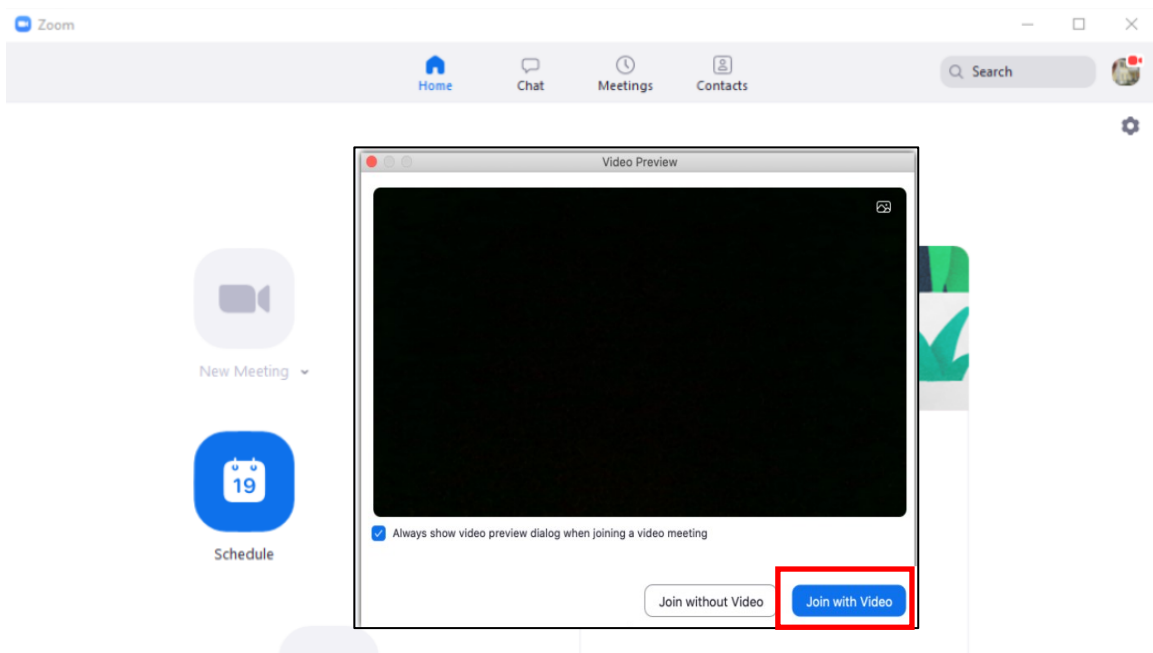 Zoom
Home Chat Meetings Contacts
Search
Video Preview
New Meeting
19
Schedule
Always show video preview dialog when joining a video meeting
Join without Video Join with Video